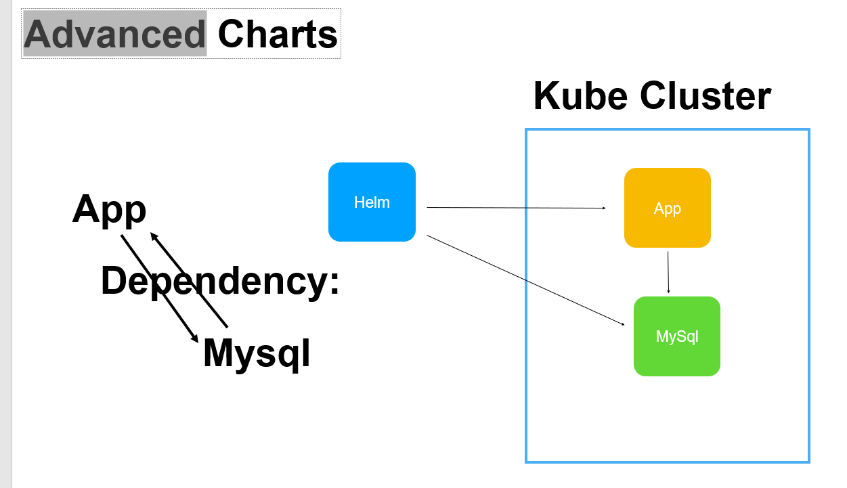 Advanced Charts
Kube Cluster
Helm
App
App
Dependency:
MySql
Mysql